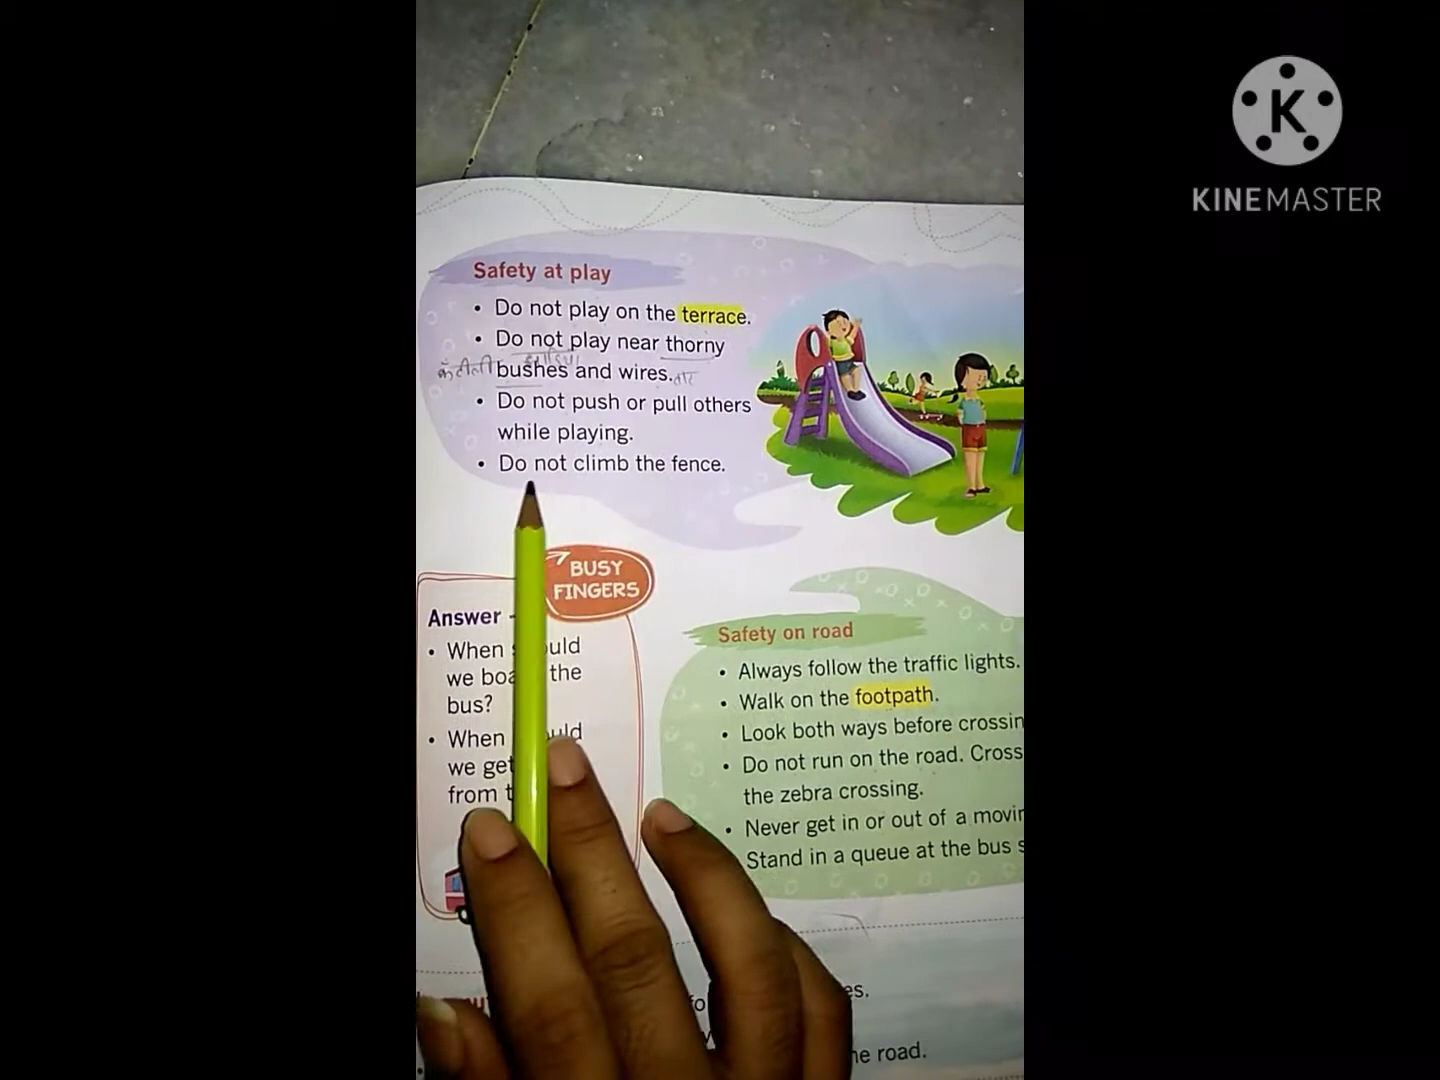 KINEMASTER
Safety at play
• Do not play on the terrace.
• Do not play near thorny
कँटीली झाड़िया
bushes and wires. तार
• Do not push or pull others
while playing.
• Do not climb the fence.
BUSY
FINGERS
Answer
• When should
we board the
bus?
• When should
we get
from
Safety on road
• Always follow the traffic lights.
• Walk on the footpath.
• Look both ways before crossin
• Do not run on the road. Cross
the zebra crossing.
• Never get in or out of a movin
Stand in a queue at the bus s
es.
he road.